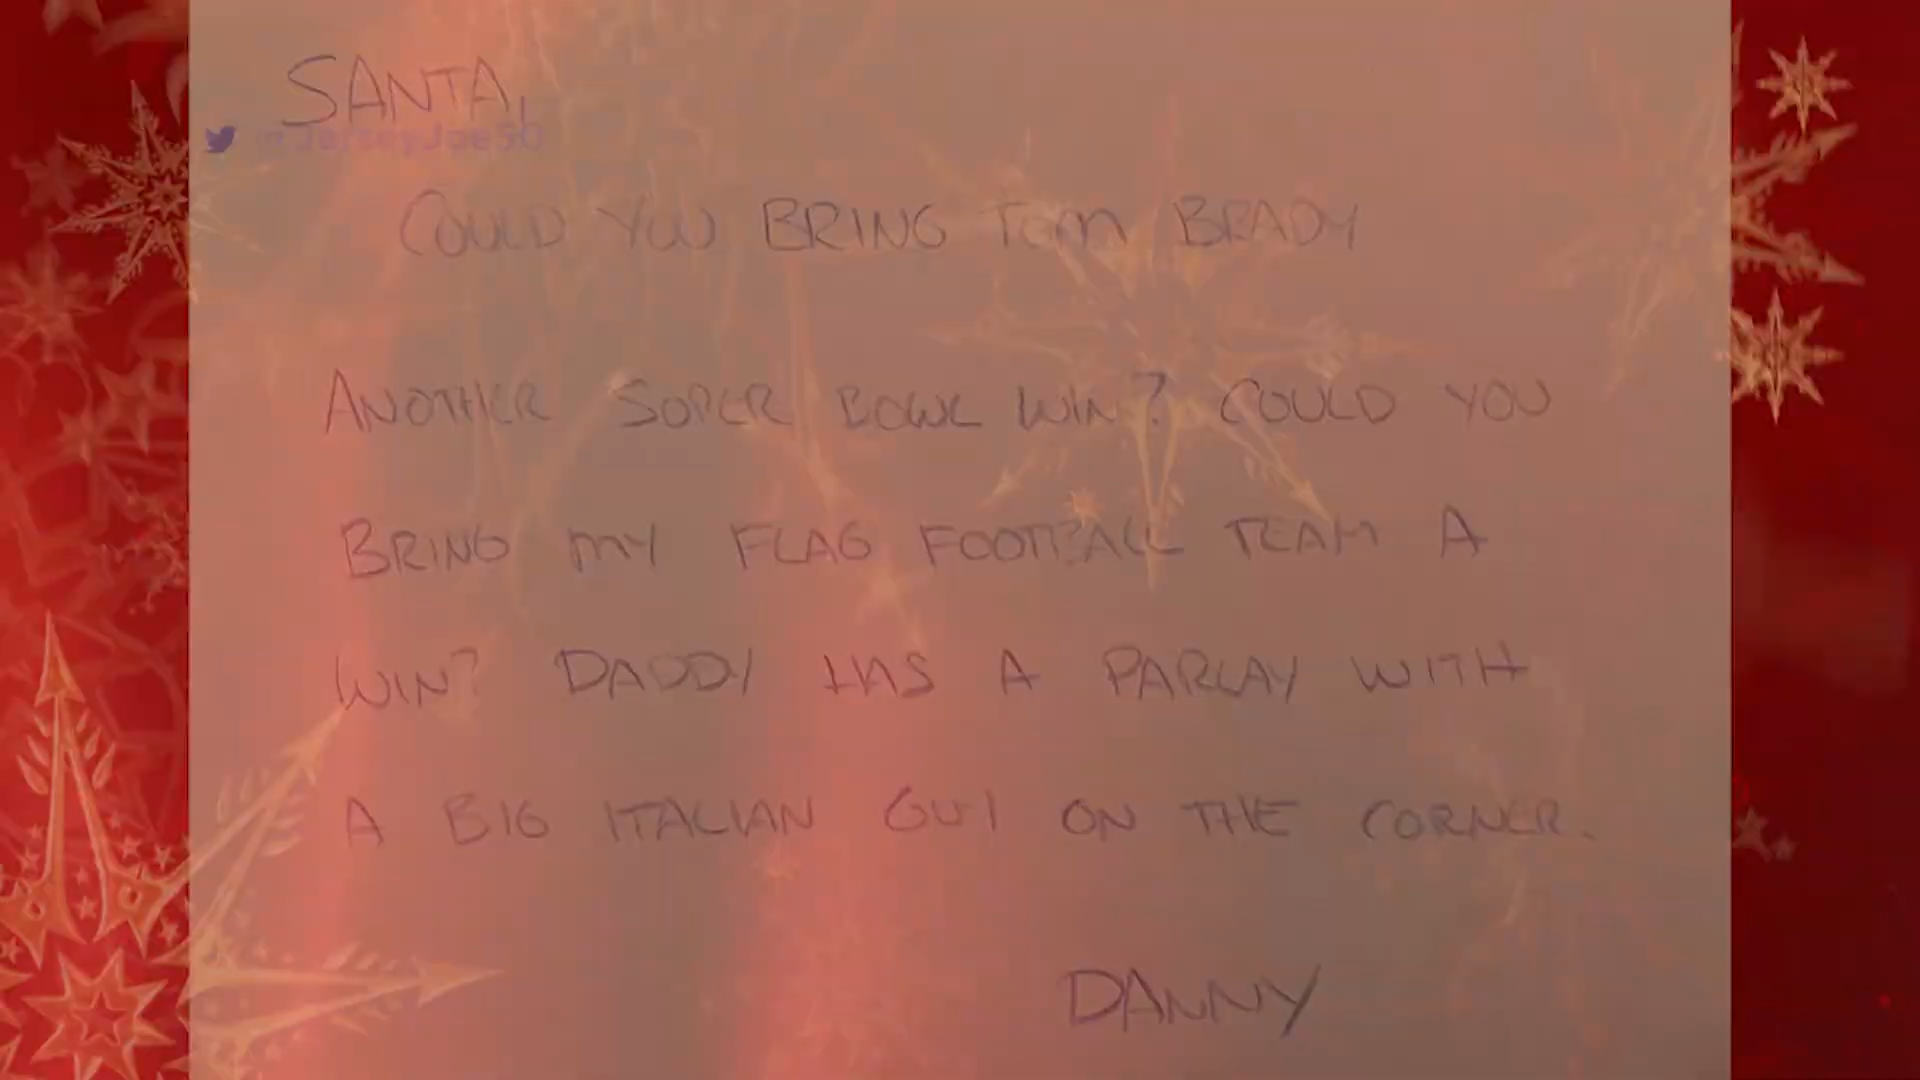 SANTA,
@JerseyJoe50
COULD YOU BRING TOM BRADY
ANOTHER SUPER BOWL WIN? COULD YOU
BRING MY FLAG FOOTBALL TEAM A
WIN? DADDY HAS A PARLAY WITH
A BIG ITALIAN GUY ON THE CORNER.
DANNY